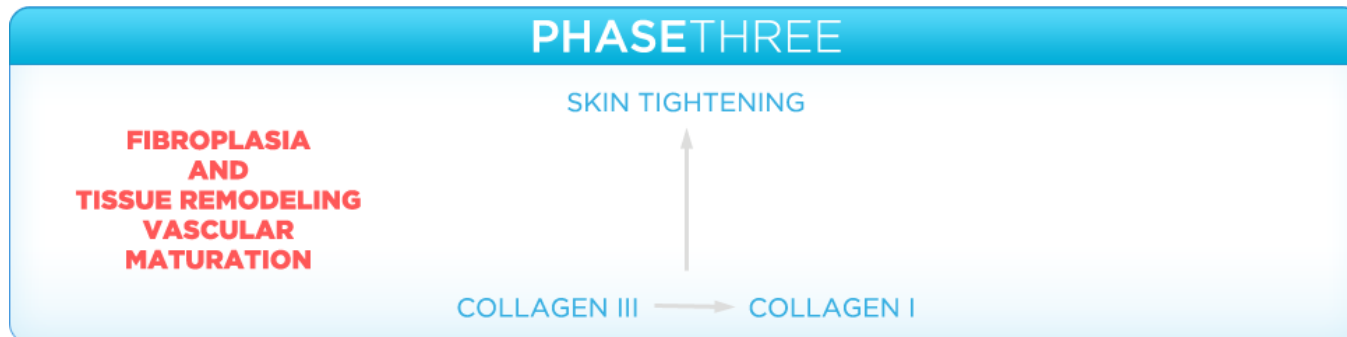 PHASETHREE
SKIN TIGHTENING
FIBROPLASIA
AND
TISSUE REMODELING
VASCULAR
MATURATION
COLLAGEN III
COLLAGEN I